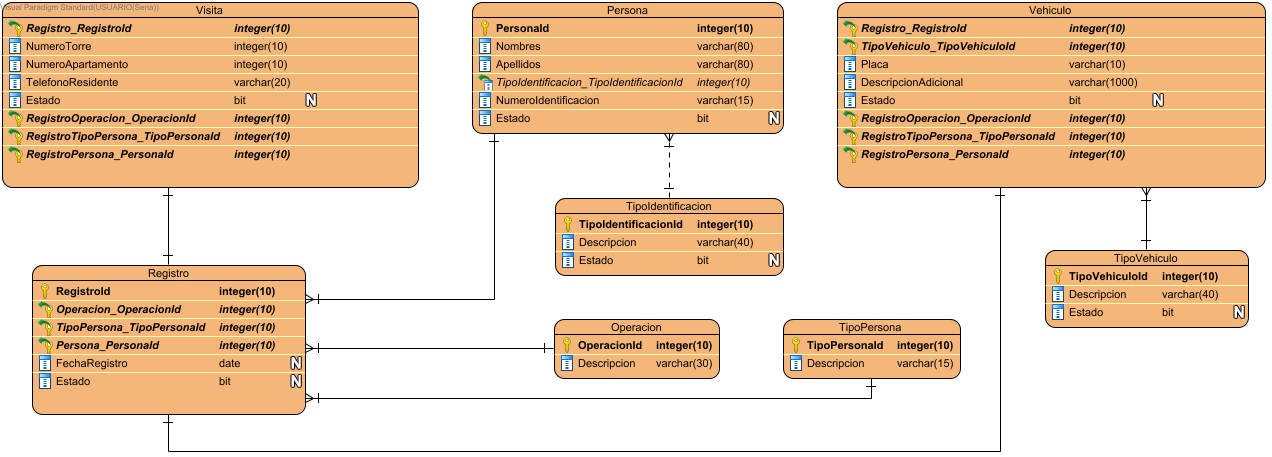 Visual Paradigm Standard(USUARIO(Sena))
Visita
Registro_RegistroId integer(10)
NumeroTorre integer(10)
NumeroApartamento integer(10)
TelefonoResidente varchar(20)
Estado bit N
RegistroOperacion_OperacionId integer(10)
RegistroTipoPersona_TipoPersonaId integer(10)
RegistroPersona_PersonaId integer(10)
Persona
PersonaId integer(10)
Nombres varchar(80)
Apellidos varchar(80)
TipoIdentificacion_TipoIdentificacionId integer(10)
NumeroIdentificacion varchar(15)
Estado bit N
Vehiculo
Registro_RegistroId integer(10)
TipoVehiculo_TipoVehiculoId integer(10)
Placa varchar(10)
DescripcionAdicional varchar(1000)
Estado bit N
RegistroOperacion_OperacionId integer(10)
RegistroTipoPersona_TipoPersonaId integer(10)
RegistroPersona_PersonaId integer(10)
TipoIdentificacion
TipoIdentificacionId integer(10)
Descripcion varchar(40)
Estado bit N
TipoVehiculo
TipoVehiculoId integer(10)
Descripcion varchar(40)
Estado bit N
Registro
RegistroId integer(10)
Operacion_OperacionId integer(10)
TipoPersona_TipoPersonaId integer(10)
Persona_PersonaId integer(10)
FechaRegistro date N
Estado bit N
Operacion
OperacionId integer(10)
Descripcion varchar(30)
TipoPersona
TipoPersonaId integer(10)
Descripcion varchar(15)